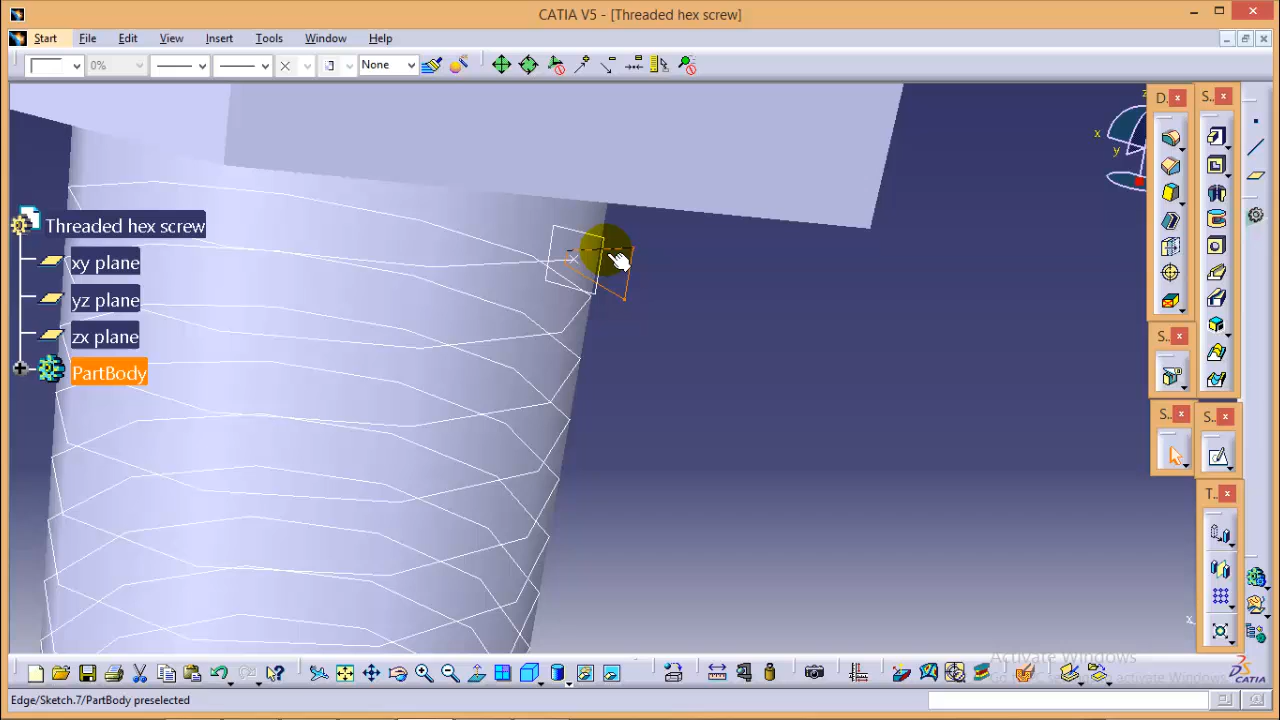 CATIA V5 - [Threaded hex screw]
Start File Edit View Insert Tools Window Help
0% None
D... S...
z
x
y
Threaded hex screw
xy plane
yz plane
zx plane
PartBody
S...
S... S...
T...
x
Activate Windows
CATIA
Edge/Sketch.7/PartBody preselected